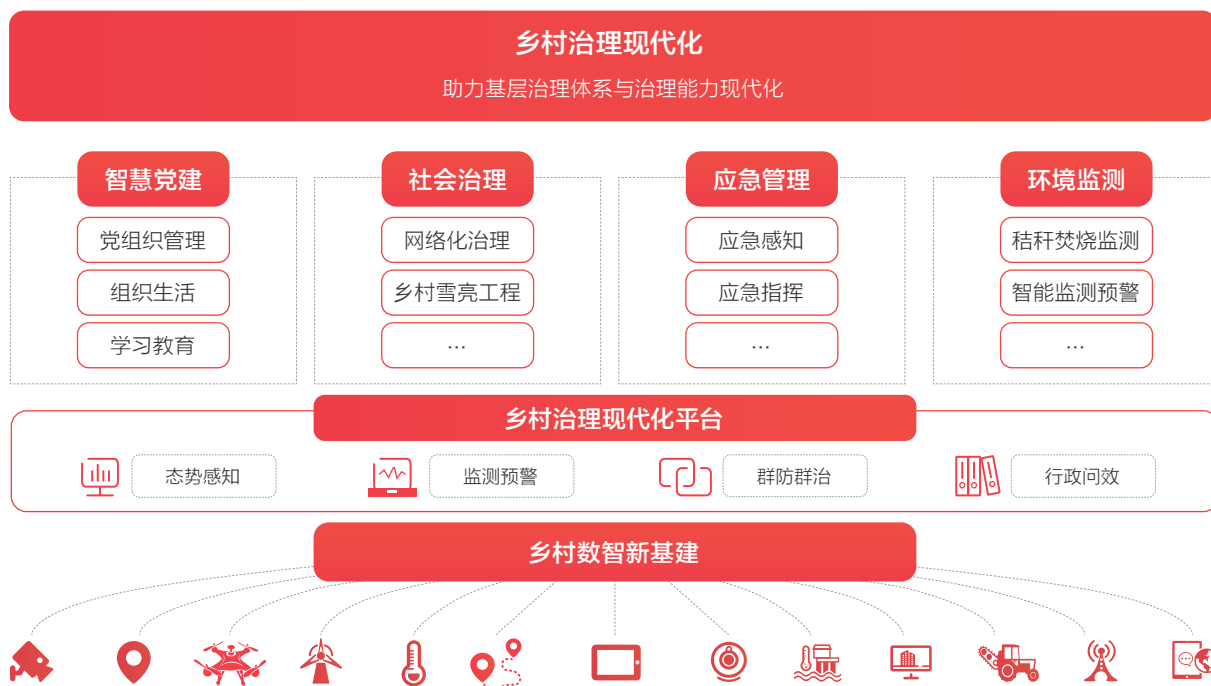 乡村治理现代化
助力基层治理体系与治理能力现代化
智慧党建
党组织管理
组织生活
学习教育
社会治理
网络化治理
乡村雪亮工程
…
应急管理
应急感知
应急指挥
…
环境监测
秸秆焚烧监测
智能监测预警
…
乡村治理现代化平台
态势感知
监测预警
群防群治
行政问效
乡村数智新基建